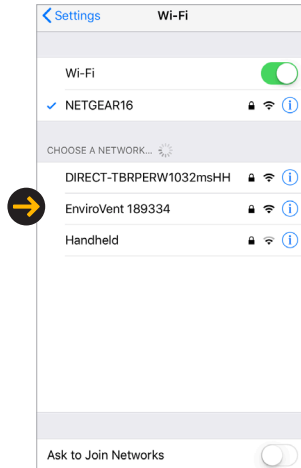 Settings Wi-Fi
Wi-Fi
NETGEAR16
CHOOSE A NETWORK...
DIRECT-TBRPERW1032msHH
EnviroVent 189334
Handheld
Ask to Join Networks